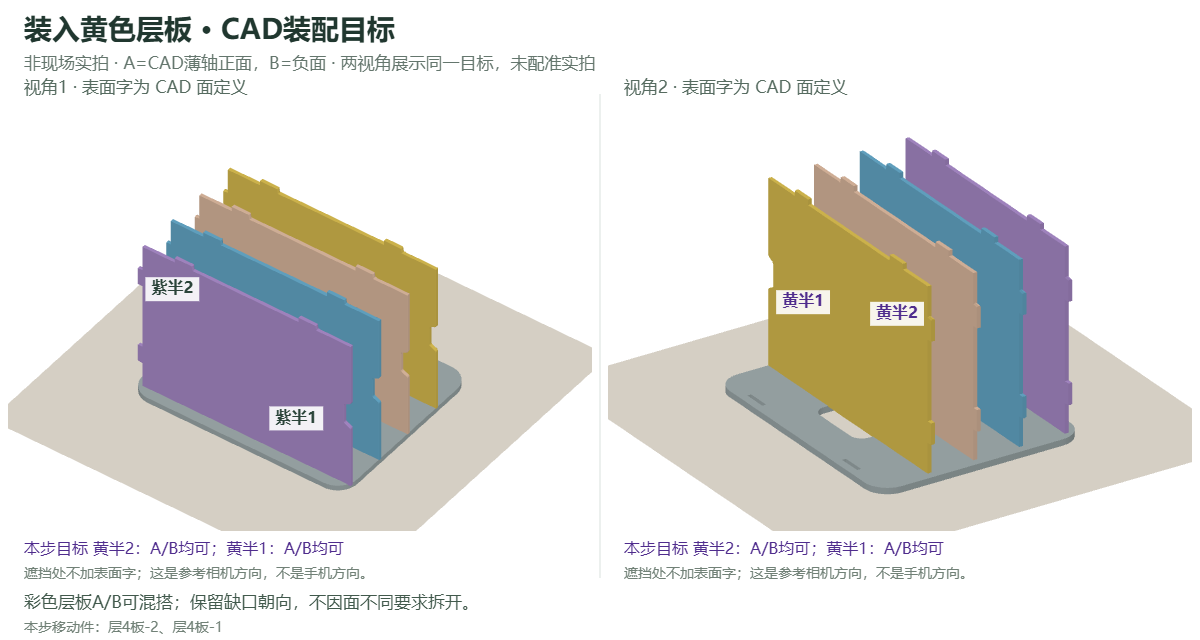 装入黄色层板 · CAD装配目标
非现场实拍 · A=CAD薄轴正面，B=负面 · 两视角展示同一目标，未配准实拍
视角1 · 表面字为 CAD 面定义
视角2 · 表面字为 CAD 面定义
紫半2
紫半1
黄半1
黄半2
本步目标 黄半2：A/B均可；黄半1：A/B均可
遮挡处不加表面字；这是参考相机方向，不是手机方向。
本步目标 黄半2：A/B均可；黄半1：A/B均可
遮挡处不加表面字；这是参考相机方向，不是手机方向。
彩色层板A/B可混搭；保留缺口朝向，不因面不同要求拆开。
本步移动件：层4板-2、层4板-1